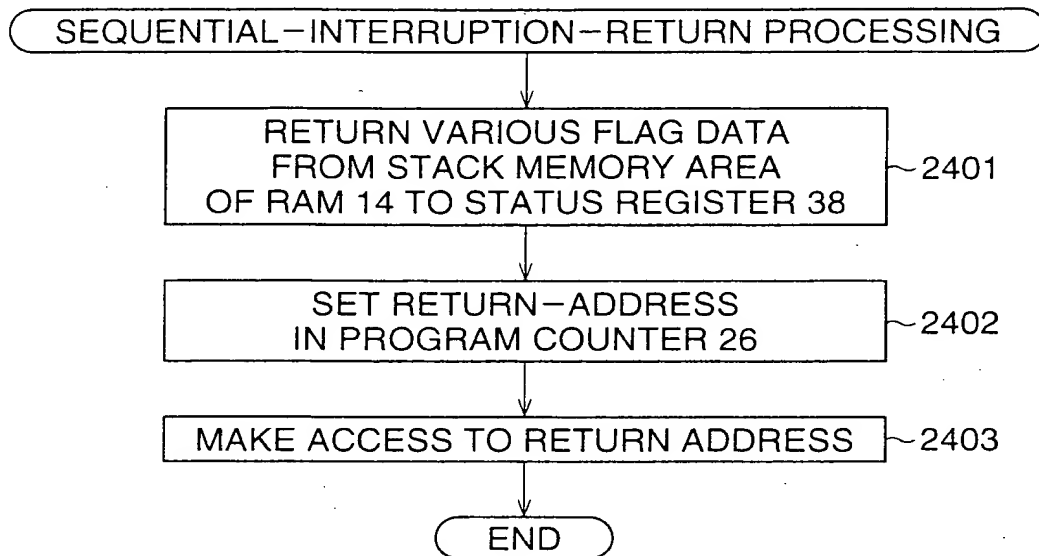 SEQUENTIAL-INTERRUPTION-RETURN PROCESSING
RETURN VARIOUS FLAG DATA
FROM STACK MEMORY AREA
OF RAM 14 TO STATUS REGISTER 38
2401
SET RETURN-ADDRESS
IN PROGRAM COUNTER 26
2402
MAKE ACCESS TO RETURN ADDRESS
2403
END